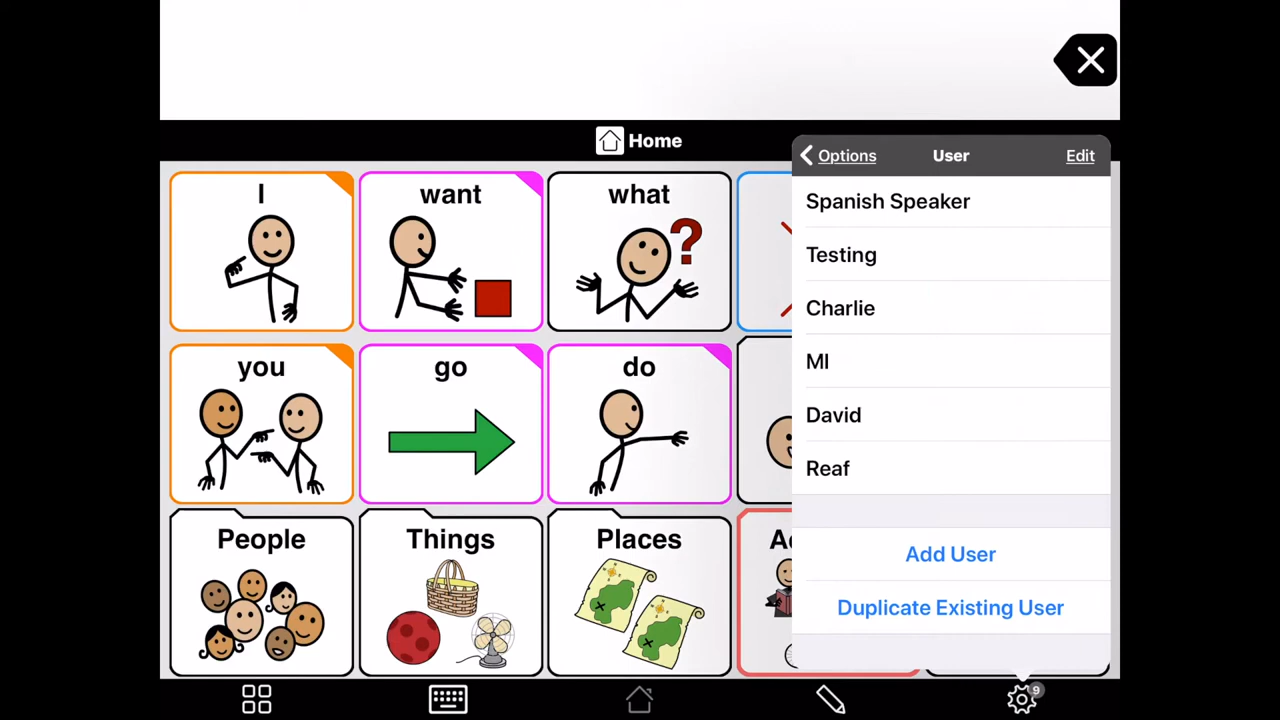 Home
Options User Edit
Spanish Speaker
Testing
Charlie
MI
David
Reaf
Add User
Duplicate Existing User
I want what
?
you go do
People Things Places
9